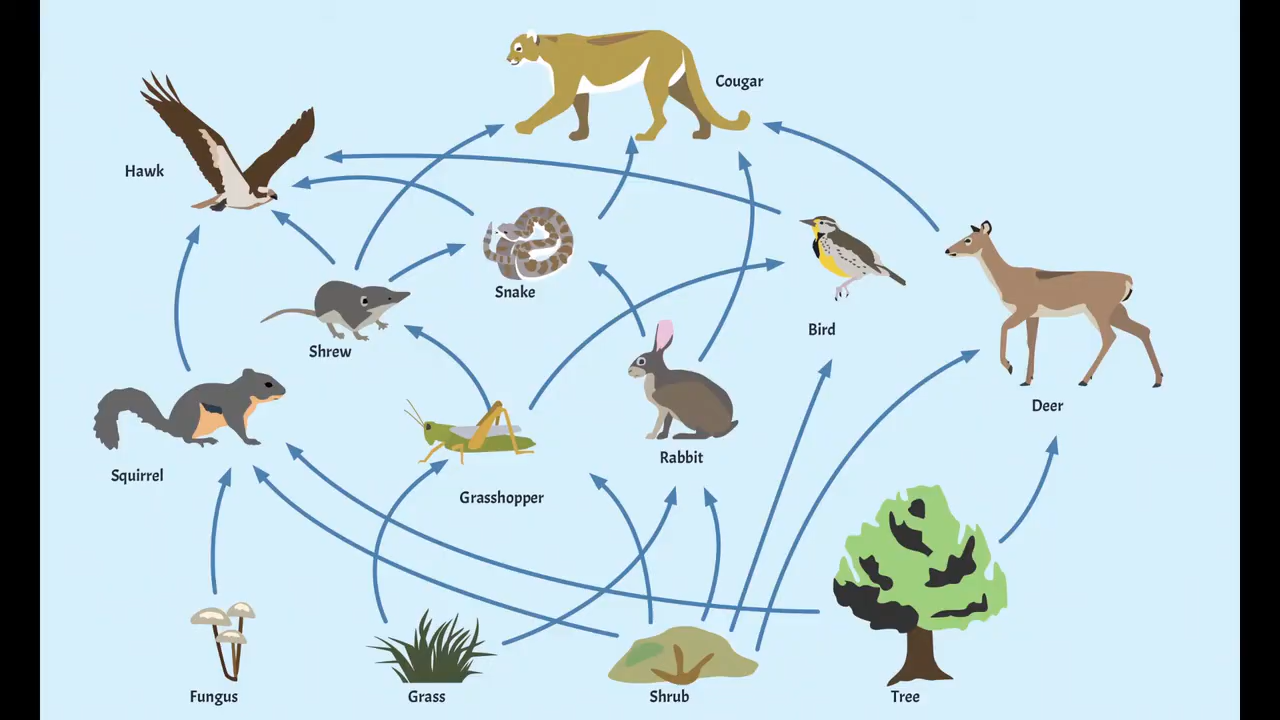 Cougar
Hawk
Snake
Bird
Shrew
Deer
Rabbit
Squirrel
Grasshopper
Fungus
Grass
Shrub
Tree